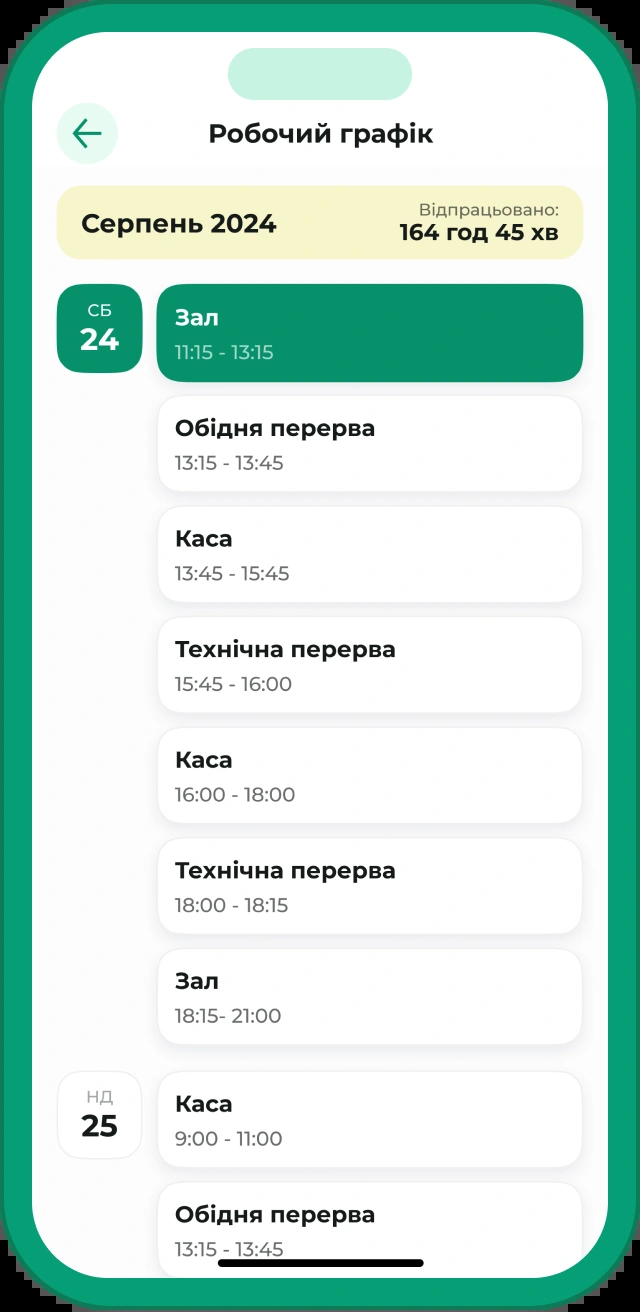 Робочий графік
Серпень 2024
Відпрацьовано:
164 год 45 хв
СБ
24
Зал
11:15 - 13:15
Обідня перерва
13:15 - 13:45
Каса
13:45 - 15:45
Технічна перерва
15:45 - 16:00
Каса
16:00 - 18:00
Технічна перерва
18:00 - 18:15
Зал
18:15- 21:00
НД
25
Каса
9:00 - 11:00
Обідня перерва
13:15 - 13:45